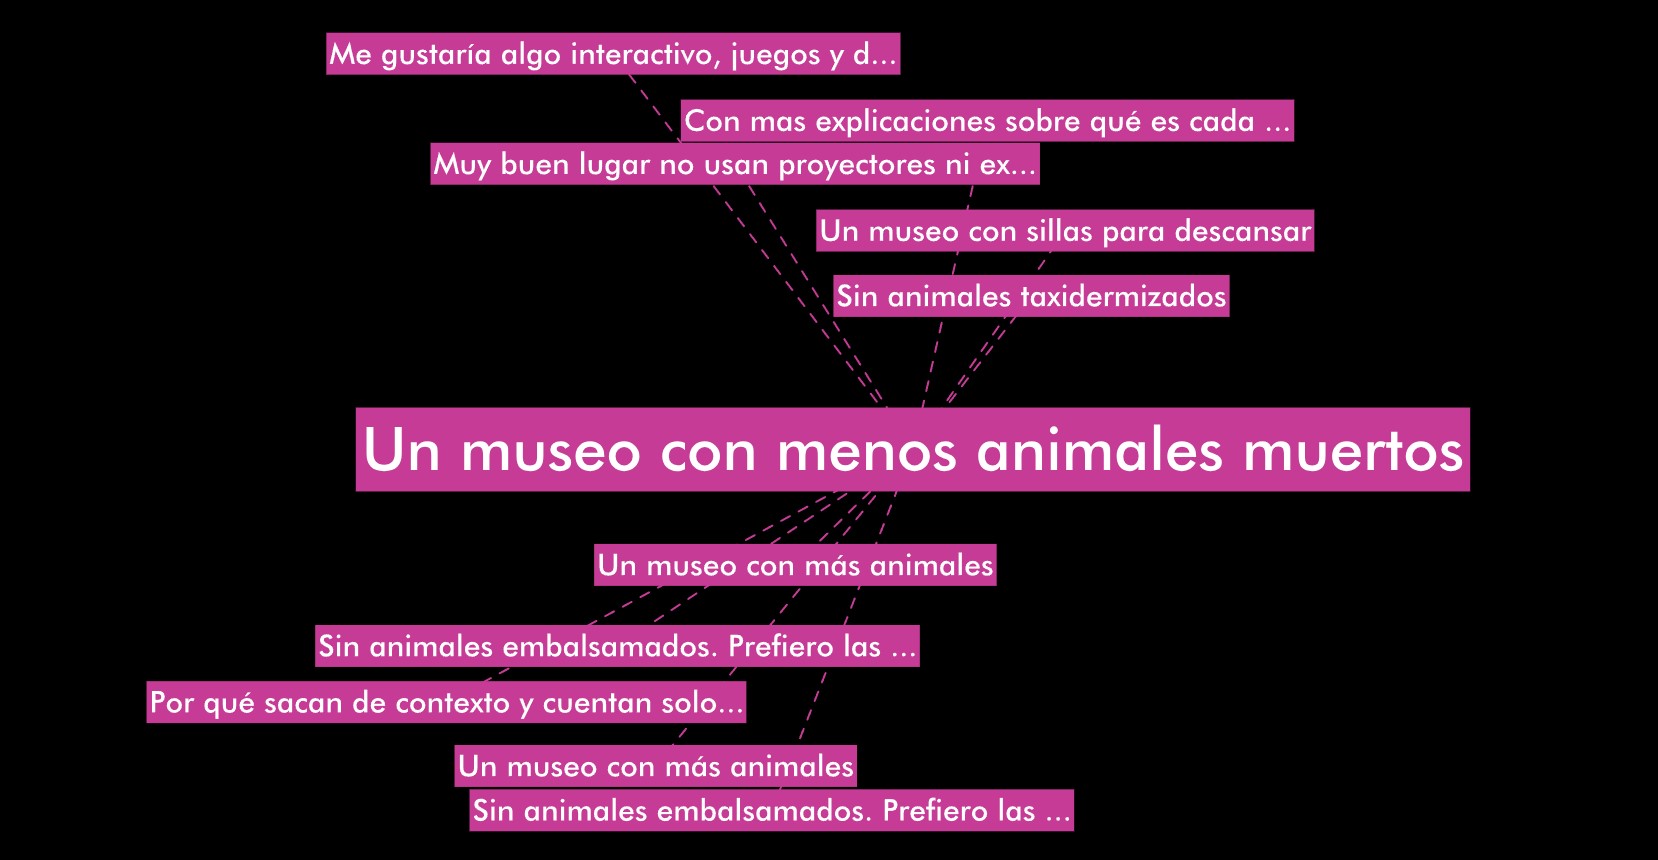 Me gustaría algo interactivo, juegos y d...
Con mas explicaciones sobre qué es cada ...
Muy buen lugar no usan proyectores ni ex...
Un museo con sillas para descansar
Sin animales taxidermizados
Un museo con menos animales muertos
Un museo con más animales
Sin animales embalsamados. Prefiero las ...
Por qué sacan de contexto y cuentan solo...
Un museo con más animales
Sin animales embalsamados. Prefiero las ...